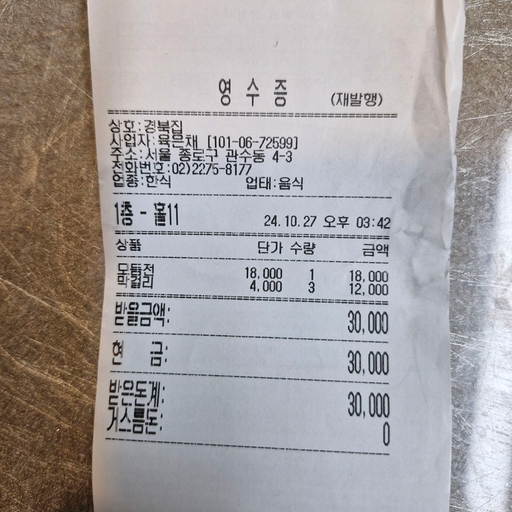 영 수 증 (재발행)
상호:경북집
사업자:육든채 [101-06-72599]
주소:서울 종로구 관수동 4-3
전화번호:02)2275-8177
업종:한식 업태:음식
1층 - 홀11 24.10.27 오후 03:42
상품 단가 수량 금액
모듬전 18,000 1 18,000
막걸리 4,000 3 12,000
받을금액: 30,000
현 금: 30,000
받은돈계: 30,000
거스름돈: 0